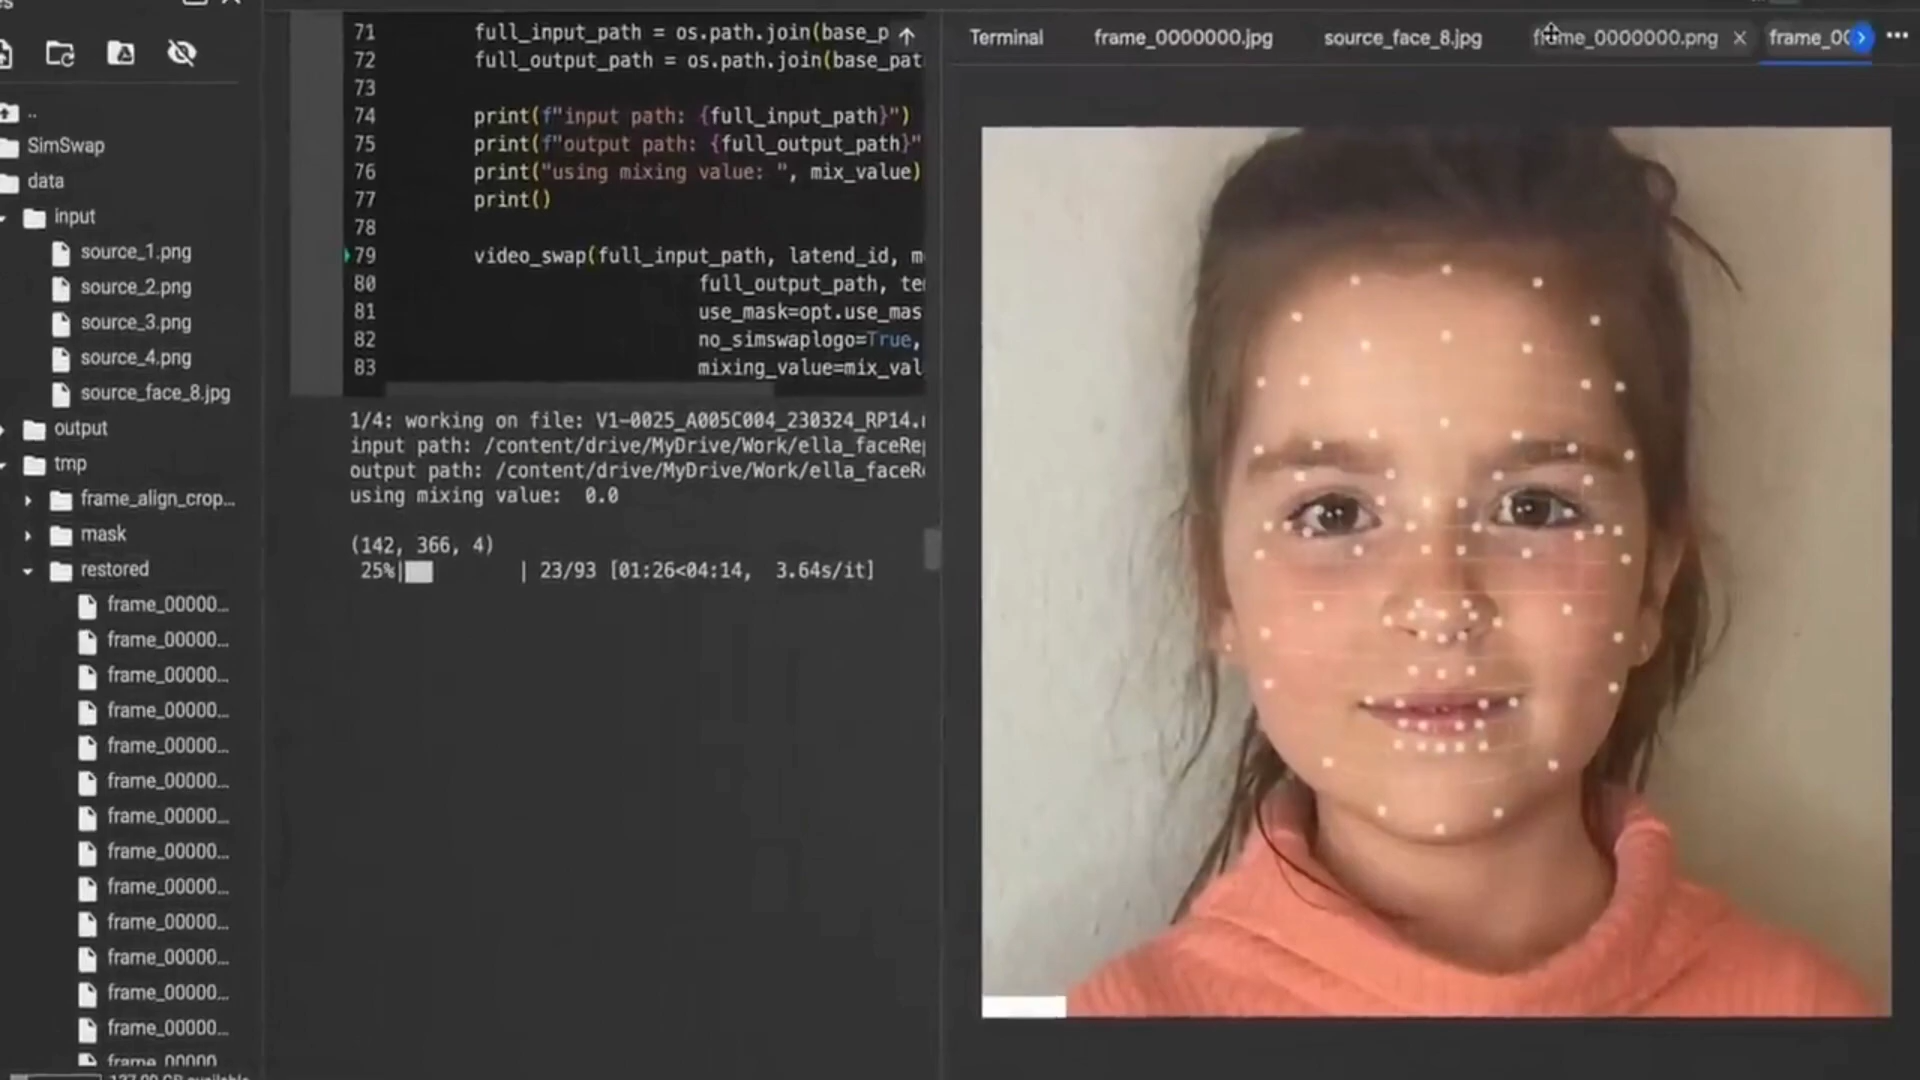 ..
SimSwap
data
input
source_1.png
source_2.png
source_3.png
source_4.png
source_face_8.jpg
output
tmp
frame_align_crop...
mask
restored
frame_00000...
frame_00000...
frame_00000...
frame_00000...
frame_00000...
frame_00000...
frame_00000...
frame_00000...
frame_00000...
frame_00000...
frame_00000...
frame_00000...
frame_00000...
frame_00000
71 full_input_path = os.path.join(base_p
72 full_output_path = os.path.join(base_pat
73
74 print(f"input path: {full_input_path}")
75 print(f"output path: {full_output_path}"
76 print("using mixing value: ", mix_value)
77 print()
78
79 video_swap(full_input_path, latend_id, m
80 full_output_path, te
81 use_mask=opt.use_mas
82 no_simswaplogo=True,
83 mixing_value=mix_val
1/4: working on file: V1-0025_A005C004_230324_RP14.
input path: /content/drive/MyDrive/Work/ella_faceRe
output path: /content/drive/MyDrive/Work/ella_faceR
using mixing value: 0.0
(142, 366, 4)
25%| | 23/93 [01:26<04:14, 3.64s/it]
Terminal frame_0000000.jpg source_face_8.jpg frame_0000000.png × frame_00 > ...